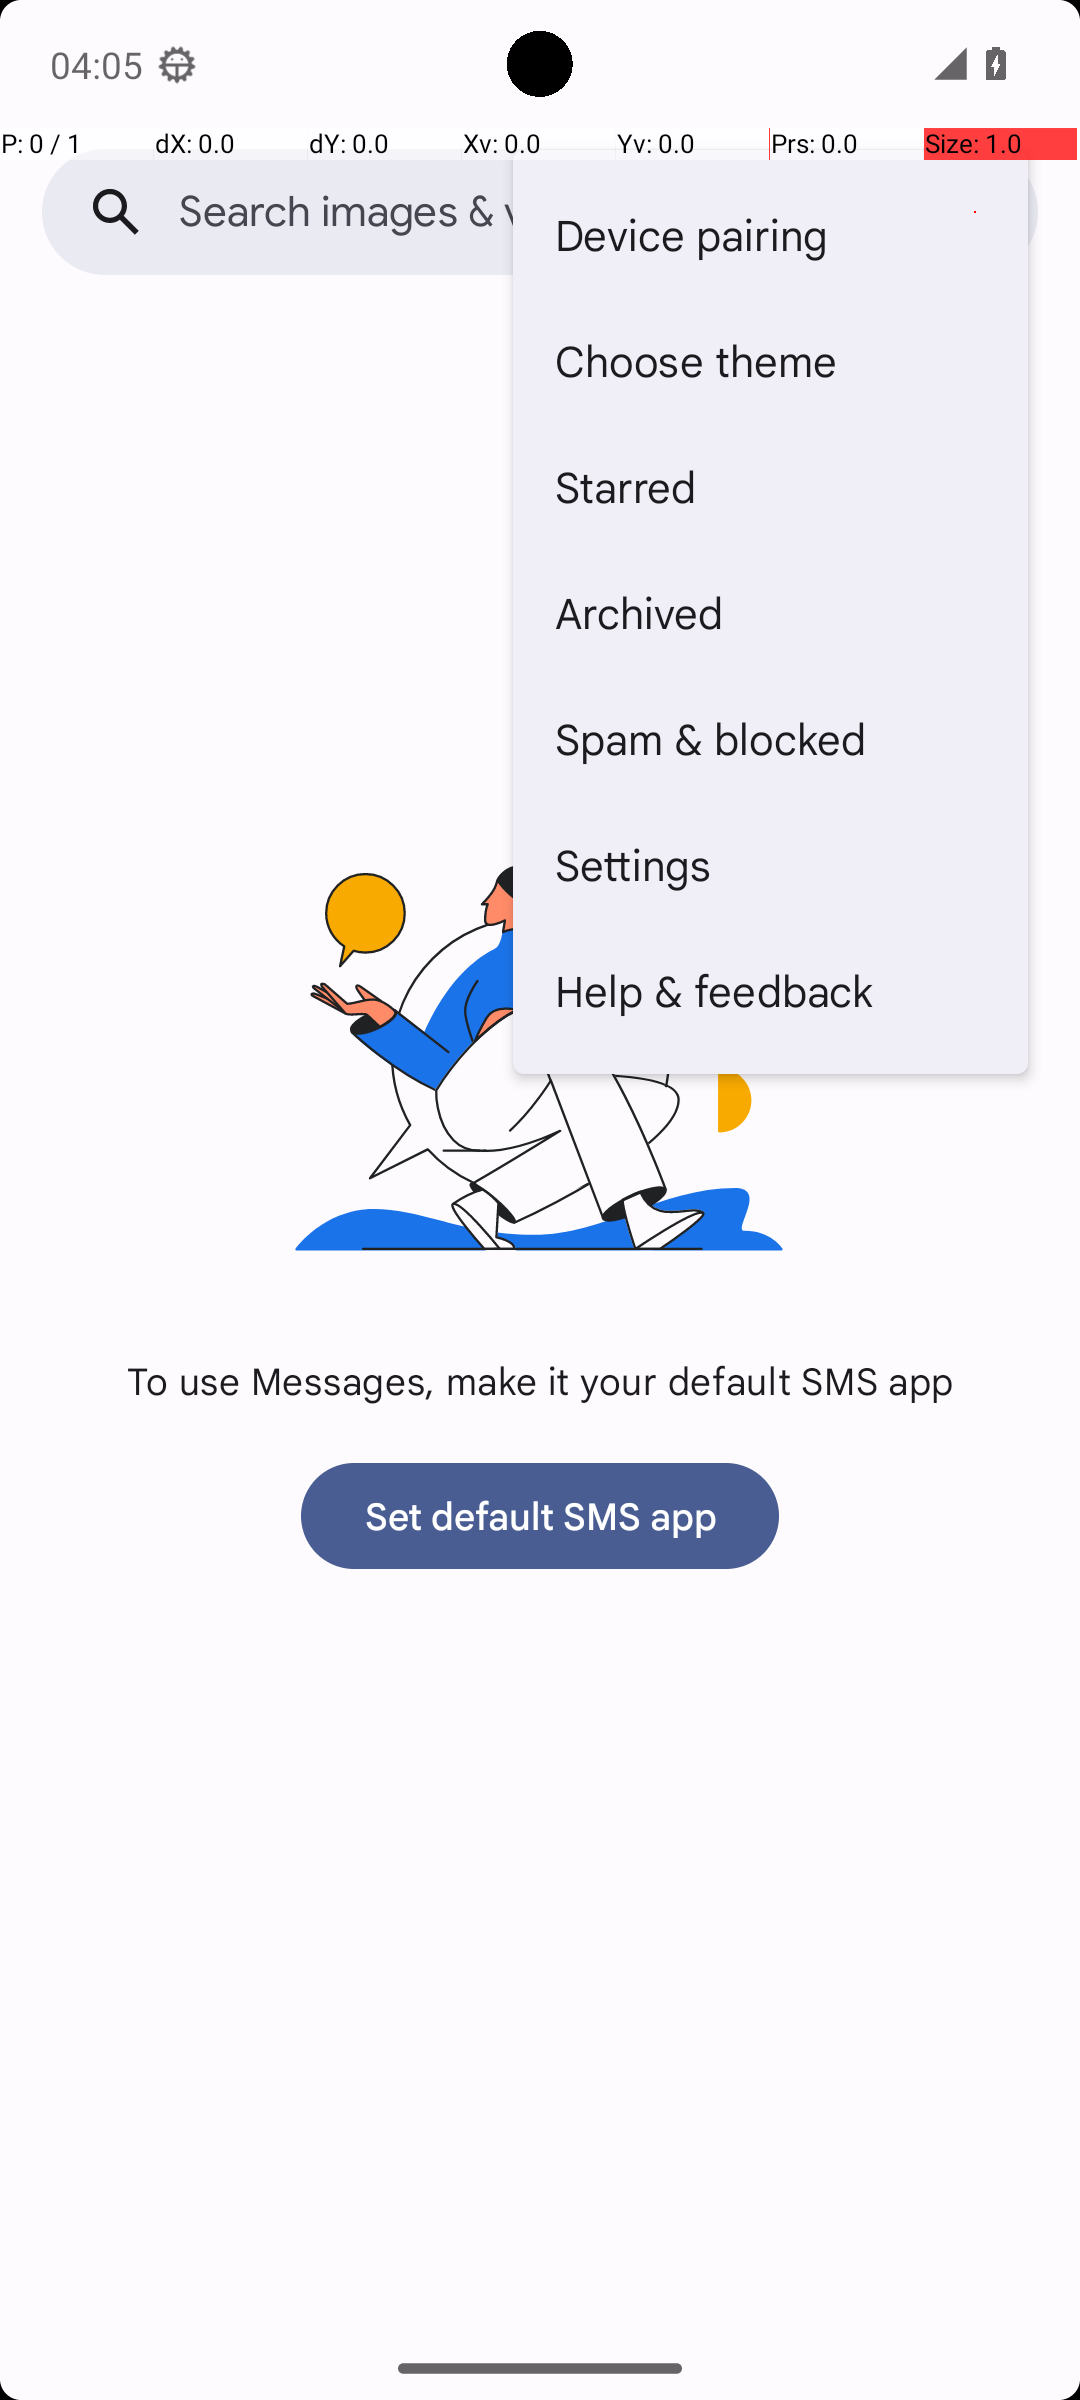 04:05
P: 0 / 1 dX: 0.0 dY: 0.0 Xv: 0.0 Yv: 0.0 Prs: 0.0 Size: 1.0
Search images & v
Device pairing
Choose theme
Starred
Archived
Spam & blocked
Settings
Help & feedback
To use Messages, make it your default SMS app
Set default SMS app